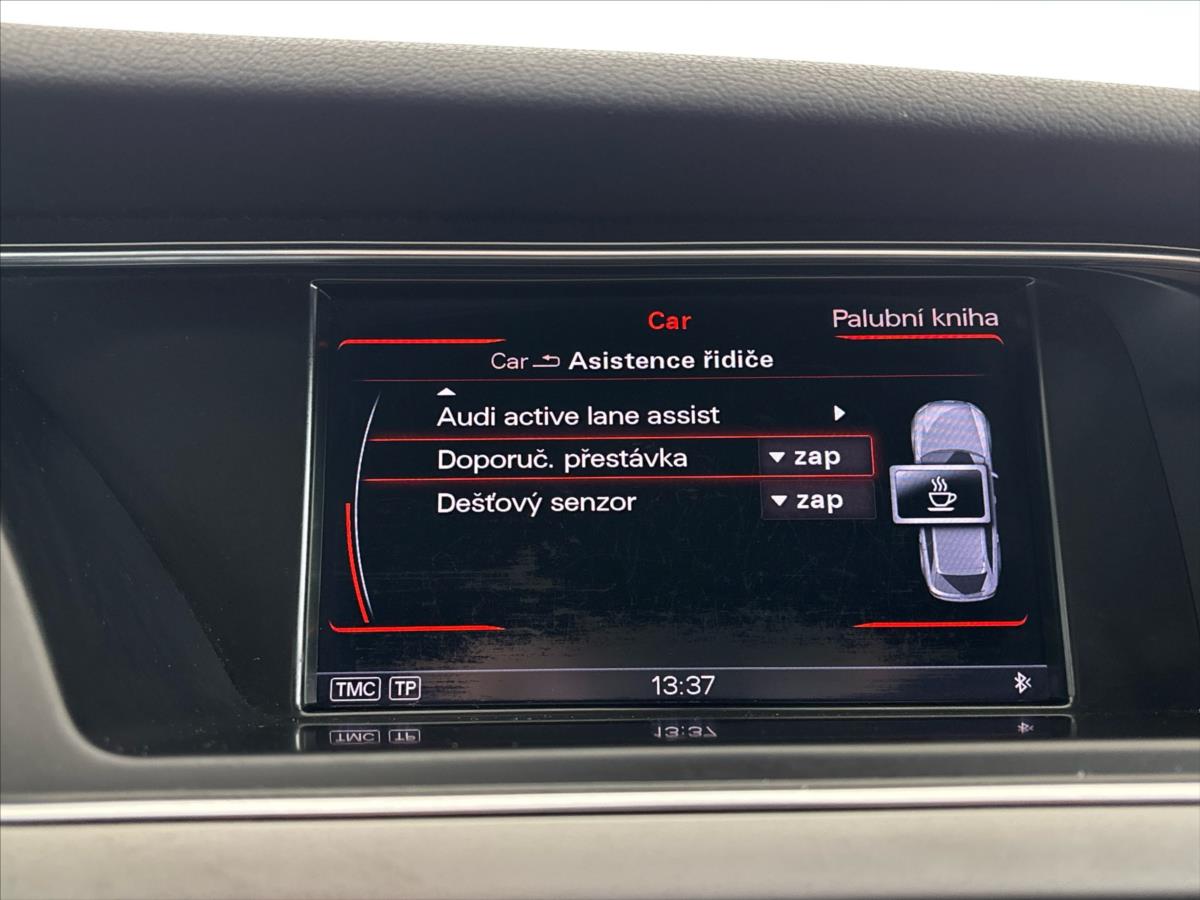 Car
Palubní kniha
Car Asistence řidiče
Audi active lane assist
Doporuč. přestávka zap
Dešťový senzor zap
TMC TP 13:37